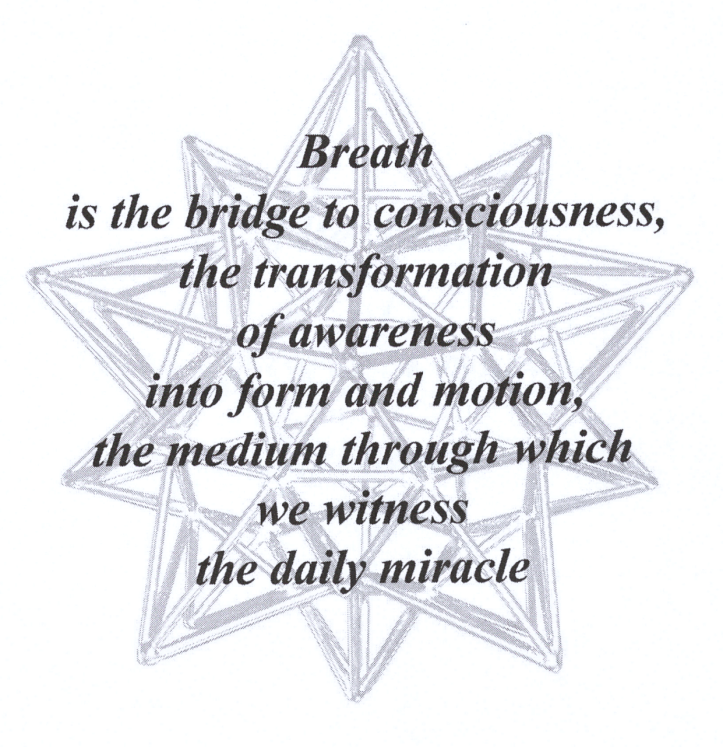 Breath
is the bridge to consciousness,
the transformation
of awareness
into form and motion,
the medium through which
we witness
the daily miracle